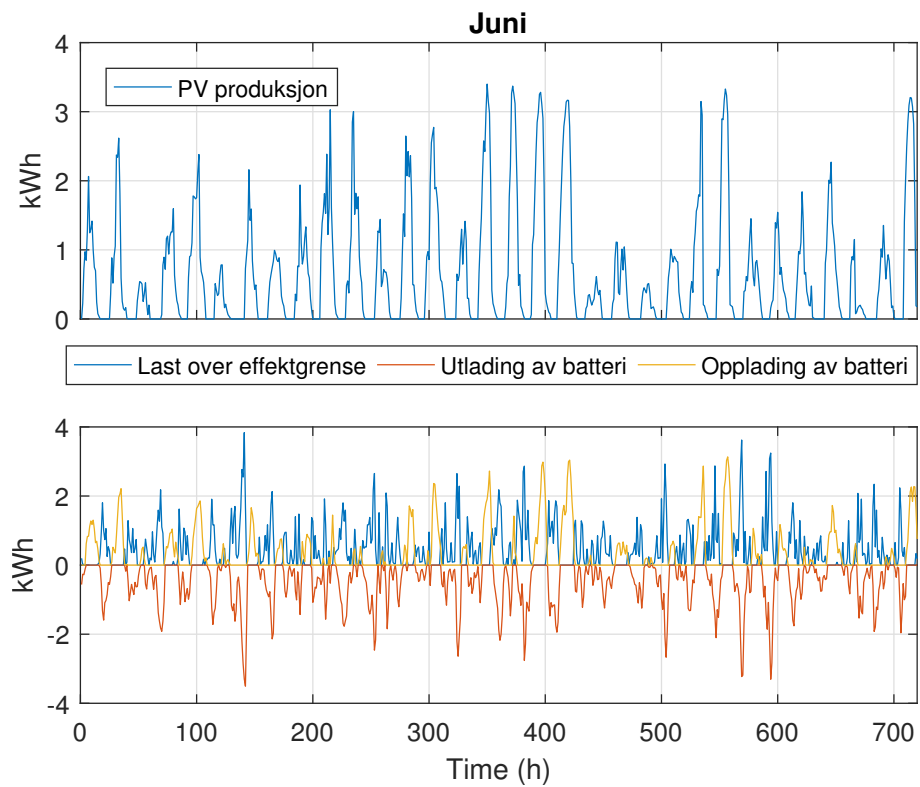 Juni
4
3
2
1
0
kWh
PV produksjon
Last over effektgrense Utlading av batteri Opplading av batteri
4
2
0
-2
-4
kWh
0 100 200 300 400 500 600 700
Time (h)